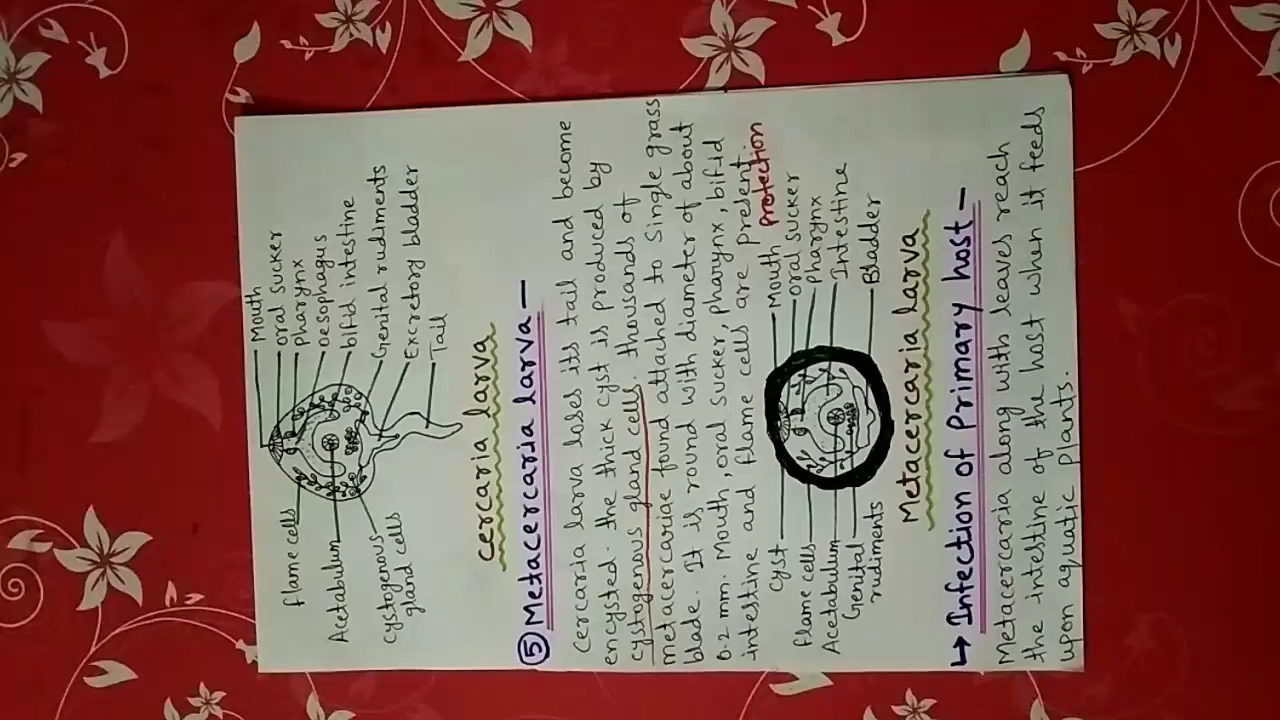 Mouth
oral sucker
pharynx
oesophagus
bifid intestine
Genital rudiments
Excretory bladder
Tail
flame cells
Acetabulum
cystogenous
gland cells
cercaria larva
5 Metacercaria larva -
cercaria larva loses its tail and become
encysted. the thick cyst is produced by
cystogenous gland cells. thousands of
metacercariae found attached to single grass
blade. It is round with diameter of about
0.2 mm. Mouth, oral sucker, pharynx, bifid
intestine and flame cells are present.
protection
Mouth
oral sucker
pharynx
Intestine
Bladder
cyst
flame cells
Acetabulum
Genital
rudiments
Metacercaria larva
↳ Infection of Primary host -
Metacercaria along with leaves reach
the intestine of the host when it feeds
upon aquatic plants.